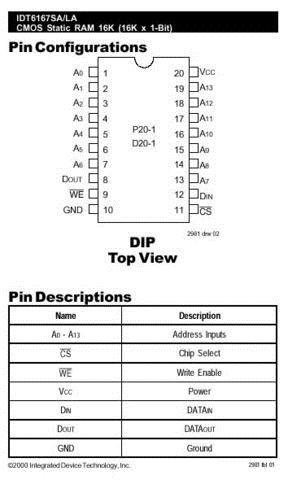 IDT6167SA/LA
CMOS Static RAM 16K (16K x 1-Bit)
Pin Configurations
A0 1 20 VCC
A1 2 19 A13
A2 3 18 A12
A3 4 17 A11
A4 5 P20-1 16 A10
A5 6 D20-1 15 A9
A6 7 14 A8
DOUT 8 13 A7
WE 9 12 DIN
GND 10 11 CS
2981 drw 02
DIP
Top View
Pin Descriptions
Name Description
A0 - A13 Address Inputs
CS Chip Select
WE Write Enable
VCC Power
DIN DATAIN
DOUT DATAOUT
GND Ground
©2000 Integrated Device Technology, Inc. 2981 tbl 01